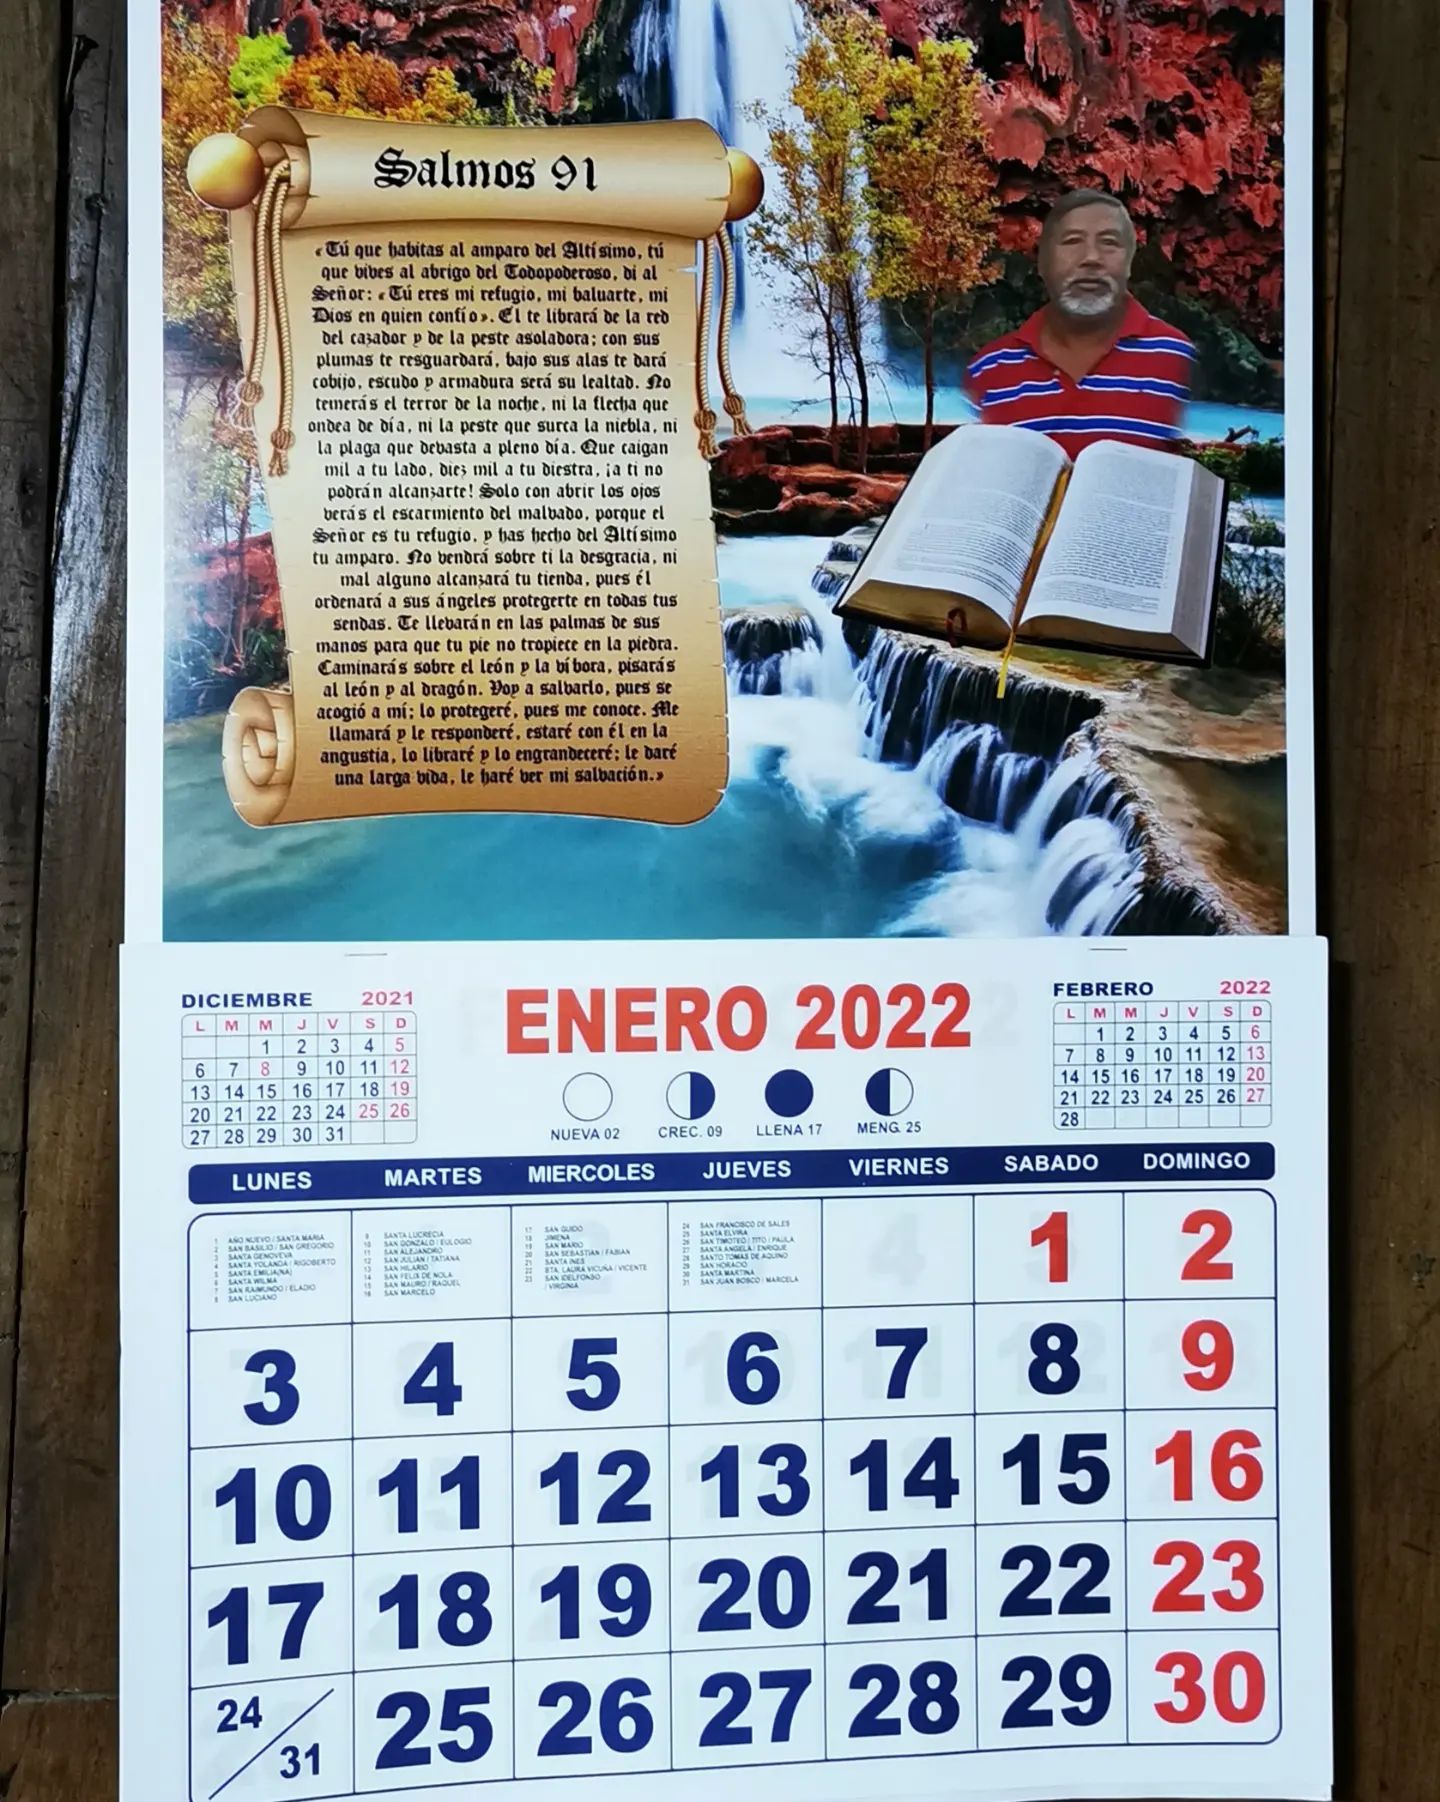 Salmos 91
«Tú que habitas al amparo del Altísimo, tú
que vives al abrigo del Todopoderoso, di al
Señor: «Tú eres mi refugio, mi baluarte, mi
Dios en quien confío». El te librará de la red
del cazador y de la peste asoladora; con sus
plumas te resguardará, bajo sus alas te dará
cobijo, escudo y armadura será su lealtad. No
temerás el terror de la noche, ni la flecha que
ondea de día, ni la peste que surca la niebla, ni
la plaga que devasta a pleno día. Que caigan
mil a tu lado, diez mil a tu diestra, ¡a ti no
podrán alcanzarte! Solo con abrir los ojos
verás el escarmiento del malvado, porque el
Señor es tu refugio, y has hecho del Altísimo
tu amparo. No vendrá sobre ti la desgracia, ni
mal alguno alcanzará tu tienda, pues él
ordenará a sus ángeles protegerte en todas tus
sendas. Te llevarán en las palmas de sus
manos para que tu pie no tropiece en la piedra.
Caminarás sobre el león y la víbora, pisarás
al león y al dragón. Voy a salvarlo, pues se
acogió a mí; lo protegeré, pues me conoce. Me
llamará y le responderé, estaré con él en la
angustia, lo libraré y lo engrandeceré; le daré
una larga vida, le haré ver mi salvación.»
DICIEMBRE 2021
L M M J V S D
1 2 3 4 5
6 7 8 9 10 11 12
13 14 15 16 17 18 19
20 21 22 23 24 25 26
27 28 29 30 31
ENERO 2022
NUEVA 02 CREC. 09 LLENA 17 MENG. 25
FEBRERO 2022
L M M J V S D
1 2 3 4 5 6
7 8 9 10 11 12 13
14 15 16 17 18 19 20
21 22 23 24 25 26 27
28
LUNES MARTES MIERCOLES JUEVES VIERNES SABADO DOMINGO
1 AÑO NUEVO / SANTA MARIA
2 SAN BASILIO / SAN GREGORIO
3 SANTA GENOVEVA
4 SANTA YOLANDA / RIGOBERTO
5 SANTA EMILIA(NA)
6 SANTA WILMA
7 SAN RAIMUNDO / ELADIO
8 SAN LUCIANO
9 SANTA LUCRECIA
10 SAN GONZALO / EULOGIO
11 SAN ALEJANDRO
12 SAN JULIAN / TATIANA
13 SAN HILARIO
14 SAN FELIX DE NOLA
15 SAN MAURO / RAQUEL
16 SAN MARCELO
17 SAN GUIDO
18 JIMENA
19 SAN MARIO
20 SAN SEBASTIAN / FABIAN
21 SANTA INES
22 BTA. LAURA VICUÑA / VICENTE
23 SAN IDELFONSO
/ VIRGINIA
24 SAN FRANCISCO DE SALES
25 SANTA ELVIRA
26 SAN TIMOTEO / TITO / PAULA
27 SANTA ANGELA / ENRIQUE
28 SANTO TOMAS DE AQUINO
29 SAN HORACIO
30 SANTA MARTINA
31 SAN JUAN BOSCO / MARCELA
1 2
3 4 5 6 7 8 9
10 11 12 13 14 15 16
17 18 19 20 21 22 23
24/31 25 26 27 28 29 30